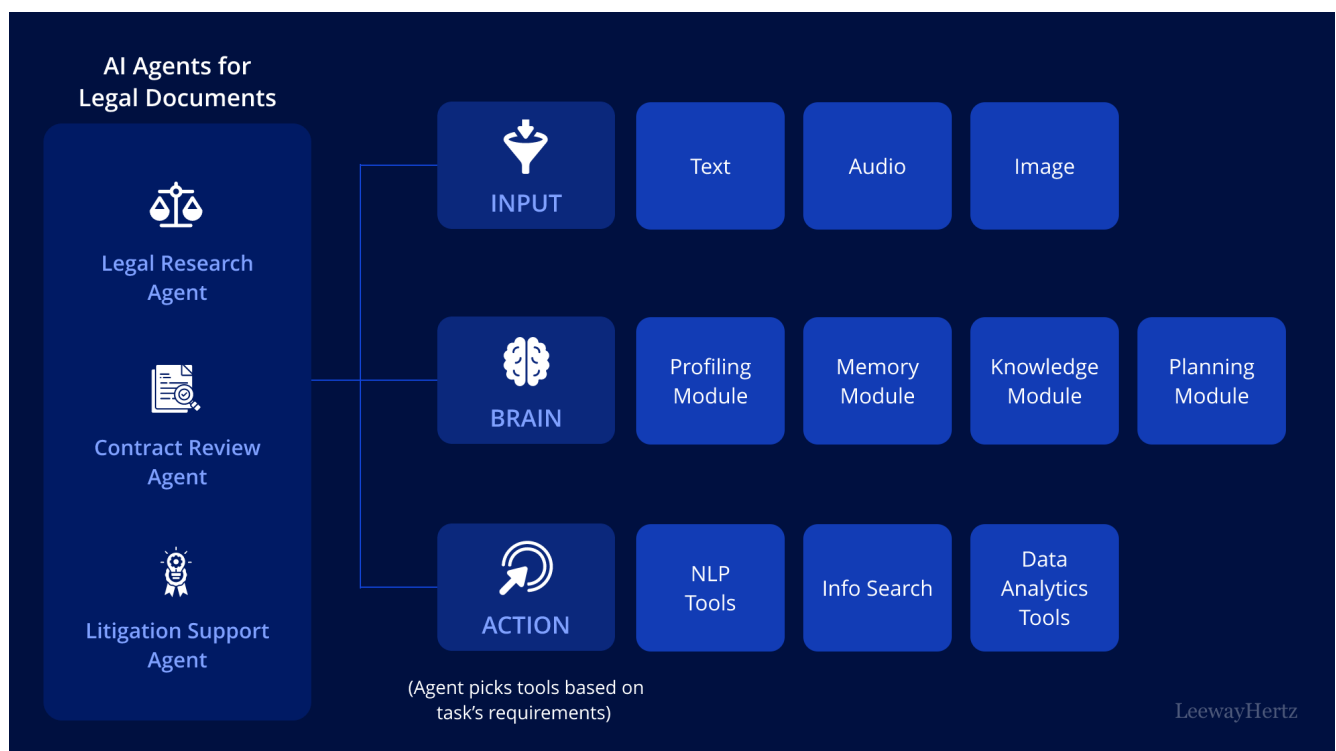 AI Agents for
Legal Documents
Legal Research
Agent
Contract Review
Agent
Litigation Support
Agent
INPUT
Text
Audio
Image
BRAIN
Profiling
Module
Memory
Module
Knowledge
Module
Planning
Module
ACTION
NLP
Tools
Info Search
Data
Analytics
Tools
(Agent picks tools based on
task’s requirements)
LeewayHertz